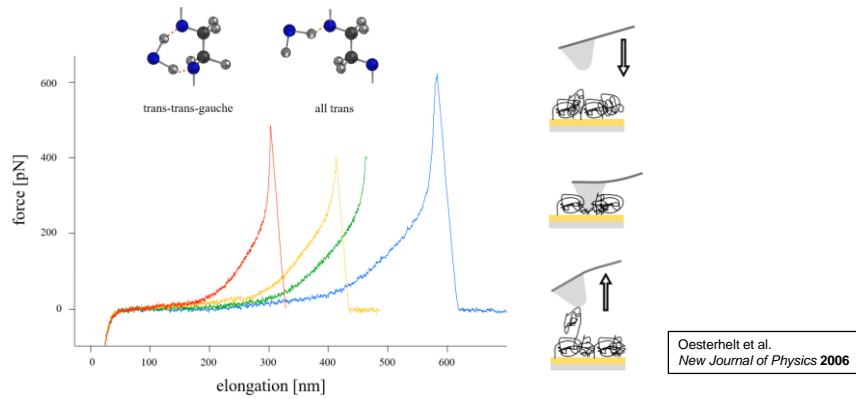 trans-trans-gauche
all trans
force [pN]
600
400
200
0
0
100
200
300
400
500
600
elongation [nm]
Oesterhelt et al.
New Journal of Physics 2006